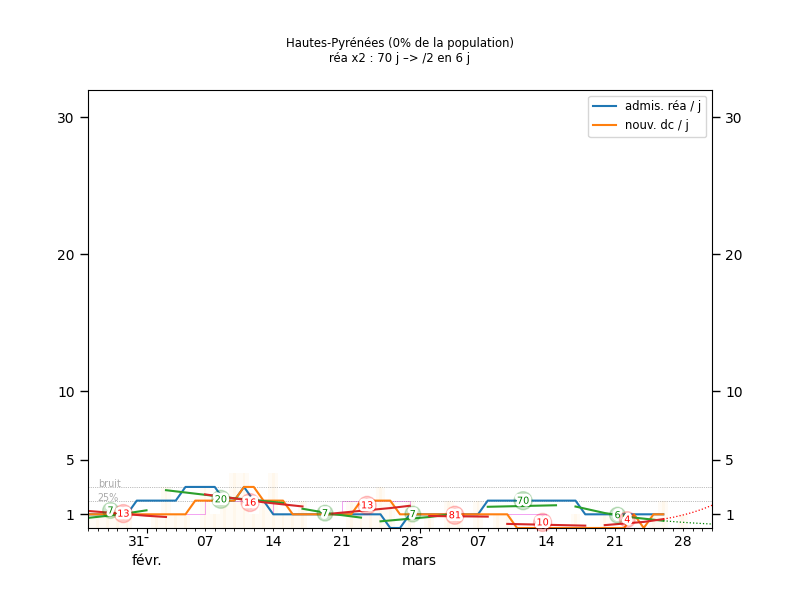 Hautes-Pyrénées (0% de la population)
réa x2 : 70 j –> /2 en 6 j
admis. réa / j
nouv. dc / j
30 30
20 20
10 10
5 5
1 1
bruit
25%
7 13 20 16 7 13 7 81 70 10 6 4
31 07 14 21 28 07 14 21 28
févr. mars